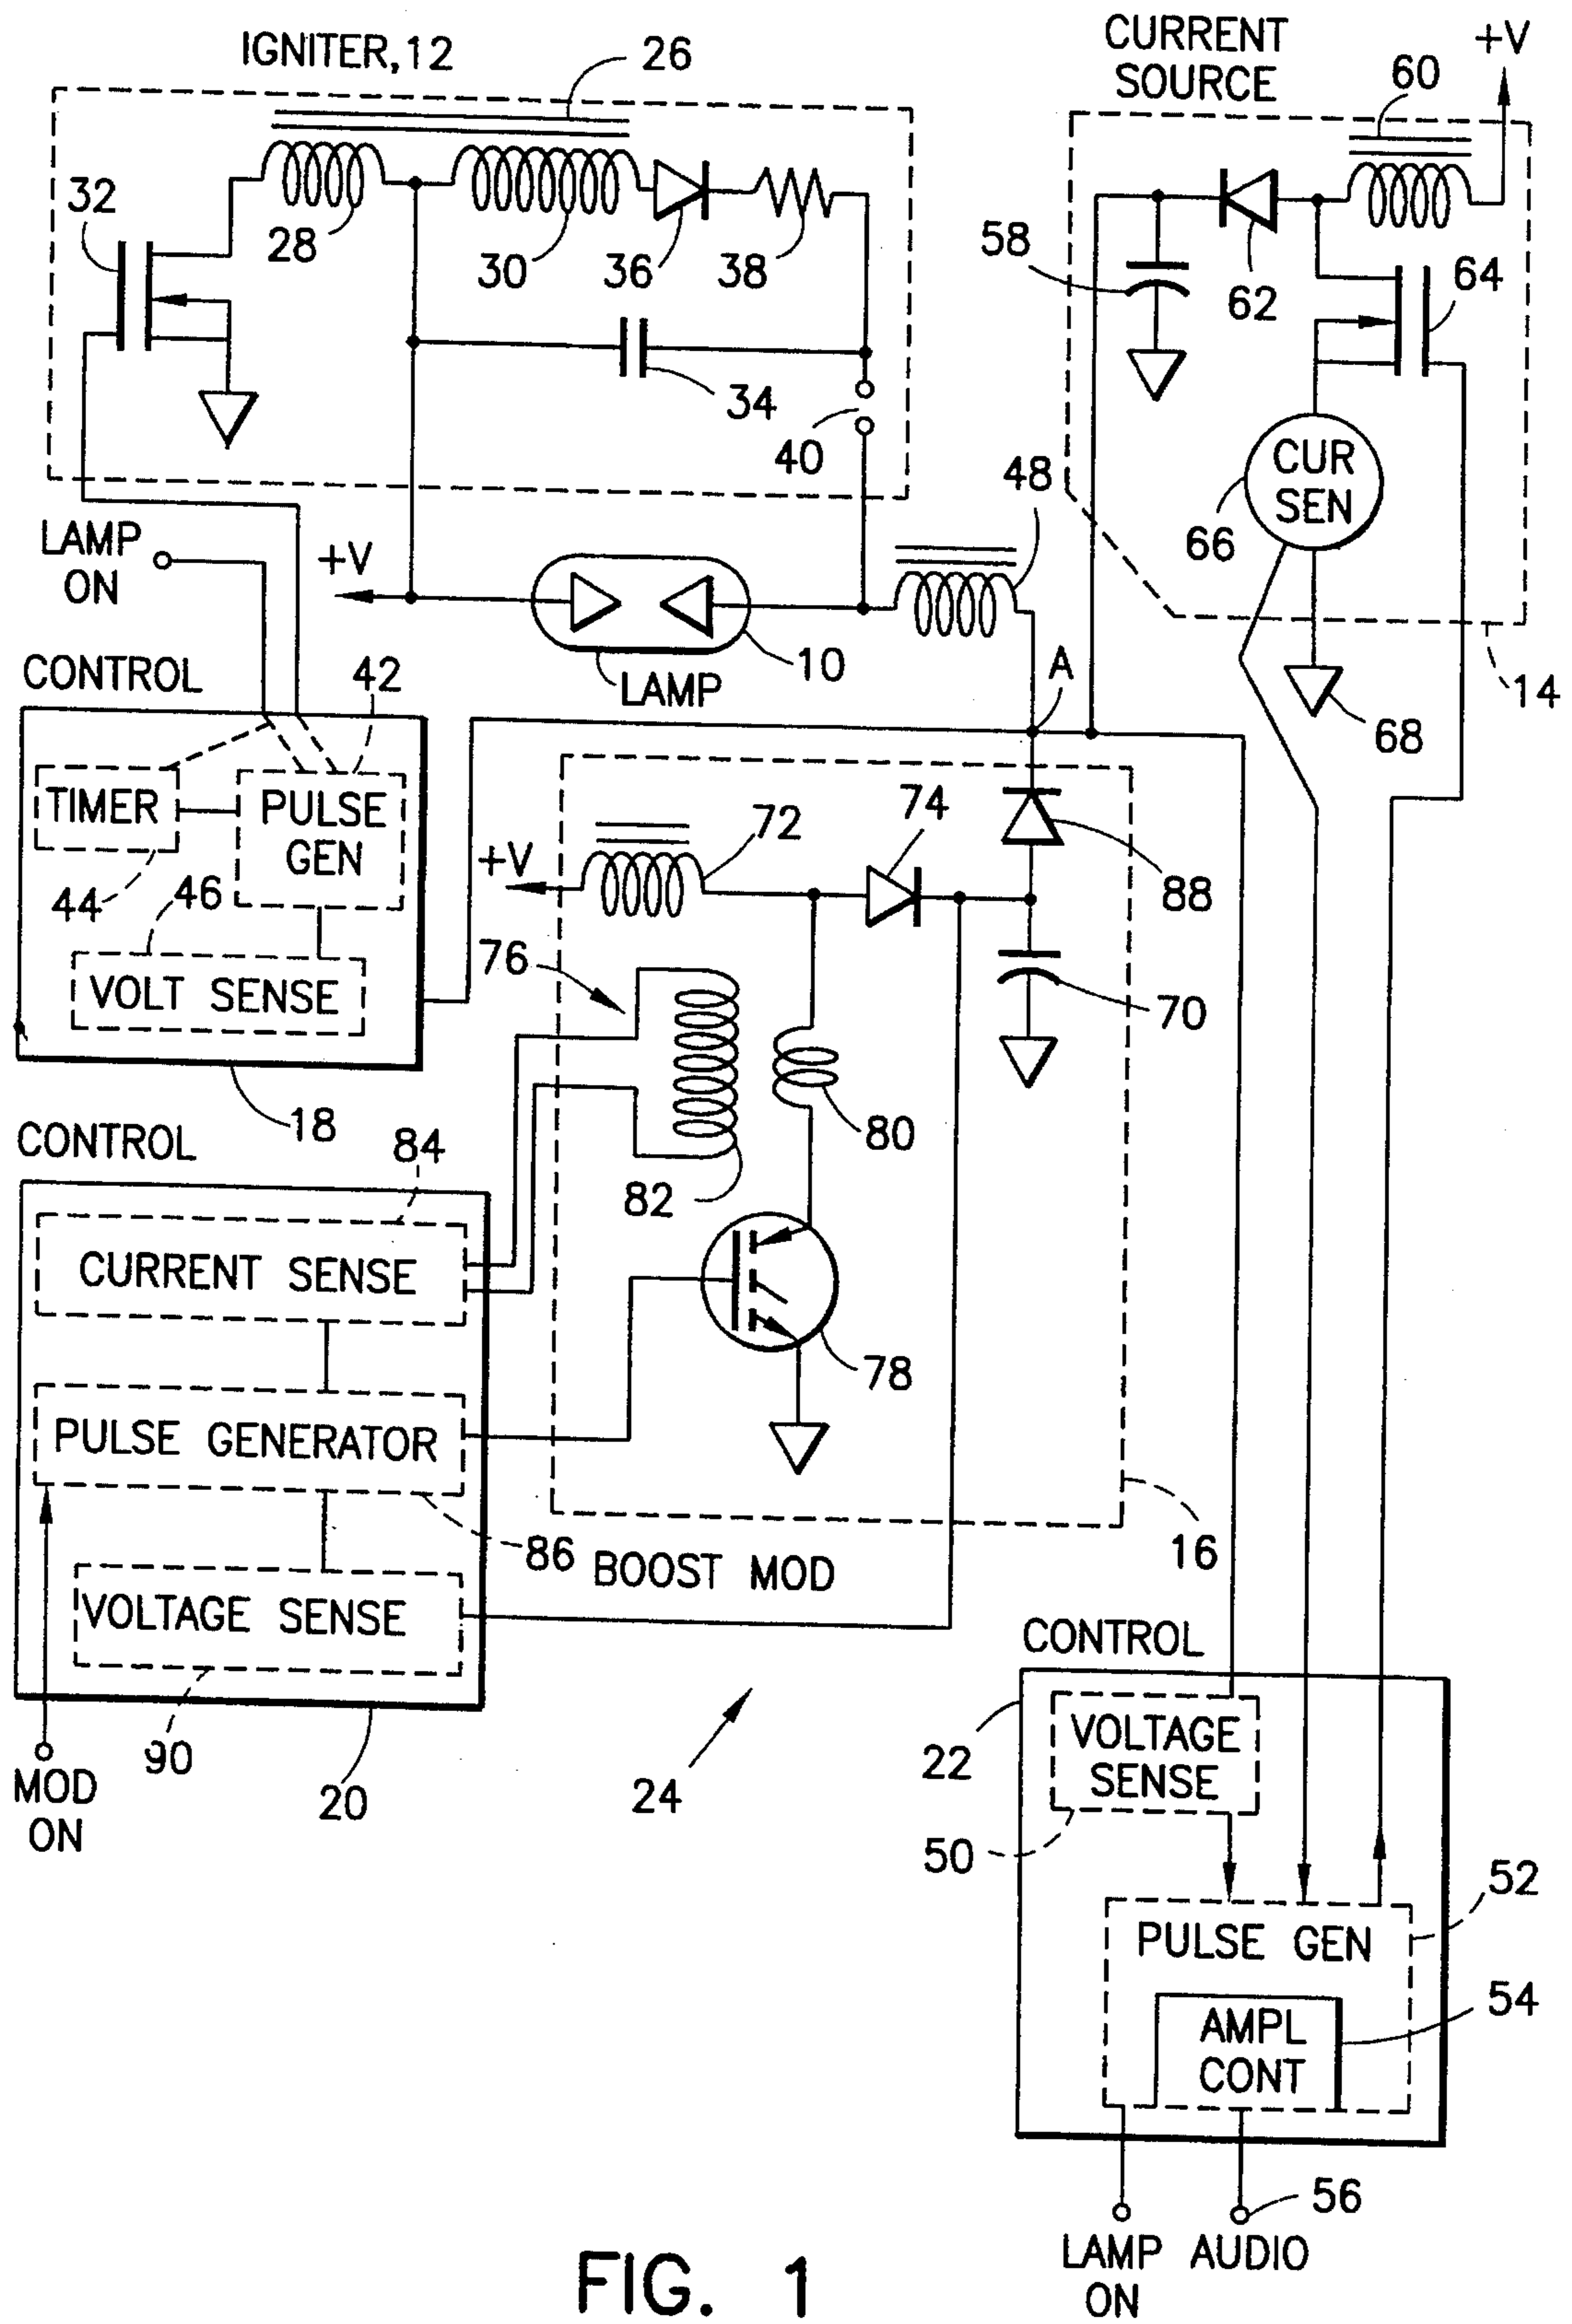 IGNITER, 12
26
CURRENT
SOURCE
+V
60
32
28
30
36
38
58
62
64
34
40
CUR
SEN
66
48
LAMP
ON
+V
10
LAMP
A
14
68
CONTROL
42
TIMER
PULSE
GEN
44
46
VOLT SENSE
18
+V
72
74
88
76
70
80
82
78
CONTROL
84
CURRENT SENSE
PULSE GENERATOR
86
BOOST MOD
16
VOLTAGE SENSE
90
20
MOD
ON
24
CONTROL
22
VOLTAGE
SENSE
50
52
PULSE GEN
54
AMPL
CONT
56
LAMP
ON
AUDIO
FIG. 1